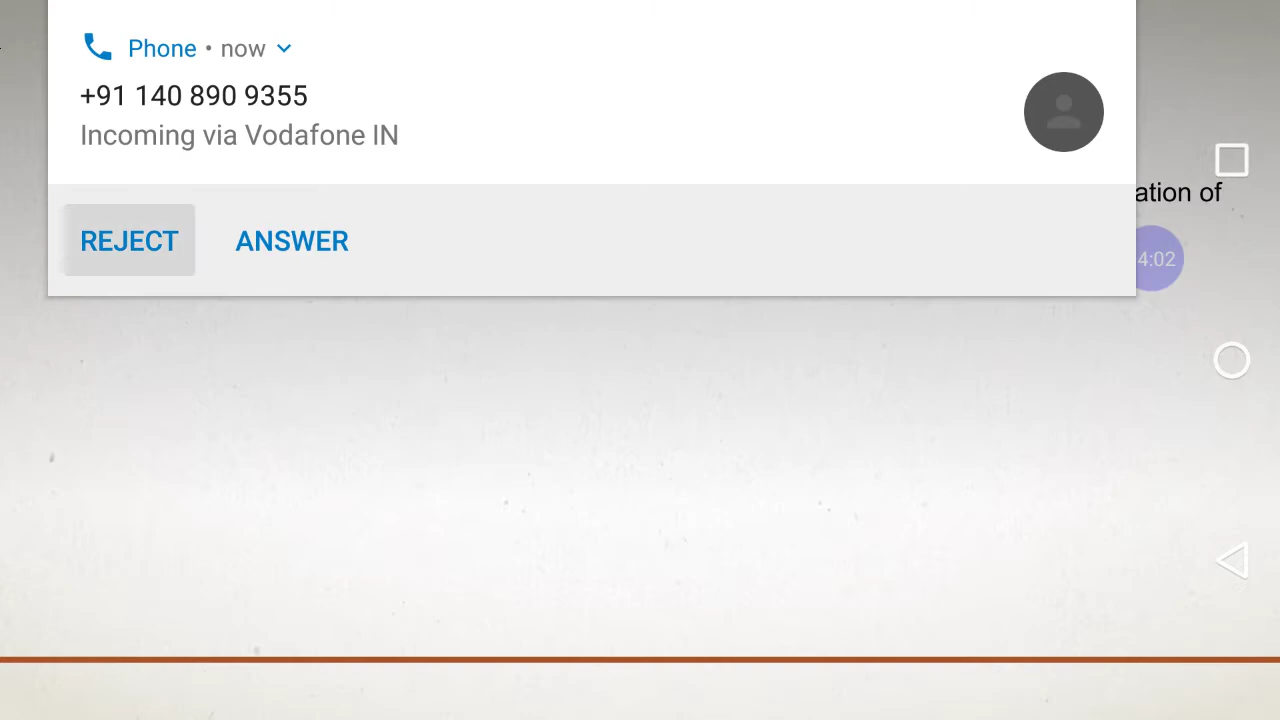 Phone • now
+91 140 890 9355
Incoming via Vodafone IN
ation of
REJECT ANSWER
4:02